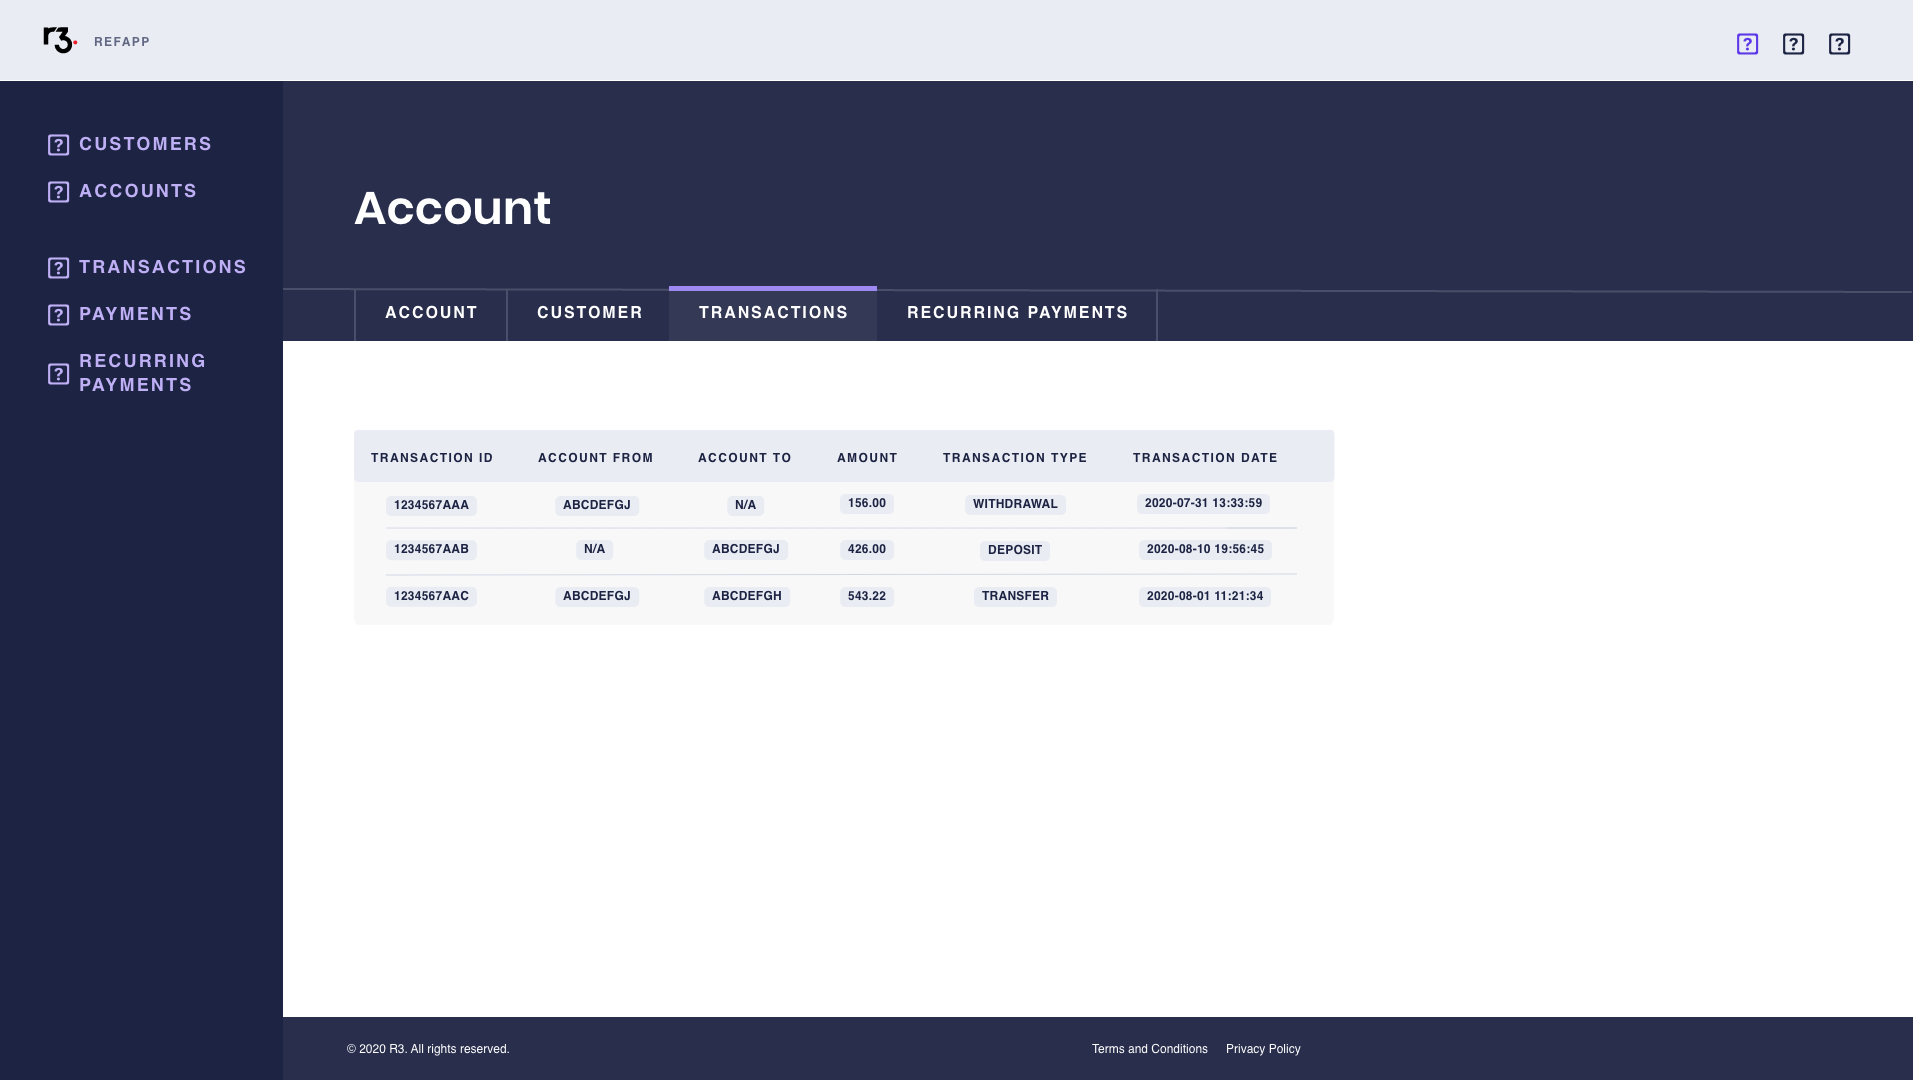 r3. REFAPP
CUSTOMERS
ACCOUNTS
TRANSACTIONS
PAYMENTS
RECURRING
PAYMENTS
Account
ACCOUNT CUSTOMER TRANSACTIONS RECURRING PAYMENTS
TRANSACTION ID ACCOUNT FROM ACCOUNT TO AMOUNT TRANSACTION TYPE TRANSACTION DATE
1234567AAA ABCDEFGJ N/A 156.00 WITHDRAWAL 2020-07-31 13:33:59
1234567AAB N/A ABCDEFGJ 426.00 DEPOSIT 2020-08-10 19:56:45
1234567AAC ABCDEFGJ ABCDEFGH 543.22 TRANSFER 2020-08-01 11:21:34
© 2020 R3. All rights reserved. Terms and Conditions Privacy Policy